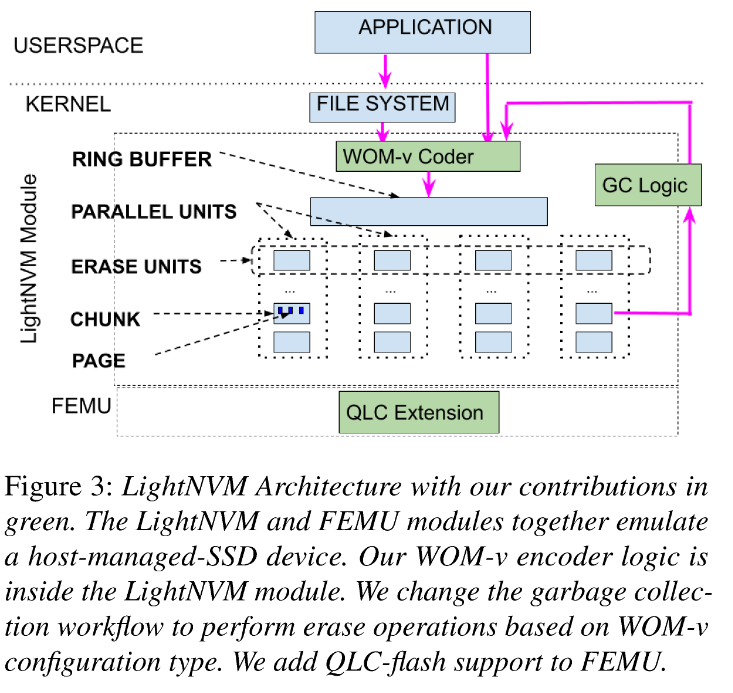 APPLICATION
USERSPACE
KERNEL
FILE SYSTEM
RING BUFFER
WOM-v Coder
GC Logic
PARALLEL UNITS
LightNVM Module
ERASE UNITS
...
...
...
...
CHUNK
PAGE
FEMU
QLC Extension
Figure 3: LightNVM Architecture with our contributions in
green. The LightNVM and FEMU modules together emulate
a host-managed-SSD device. Our WOM-v encoder logic is
inside the LightNVM module. We change the garbage collec-
tion workflow to perform erase operations based on WOM-v
configuration type. We add QLC-flash support to FEMU.